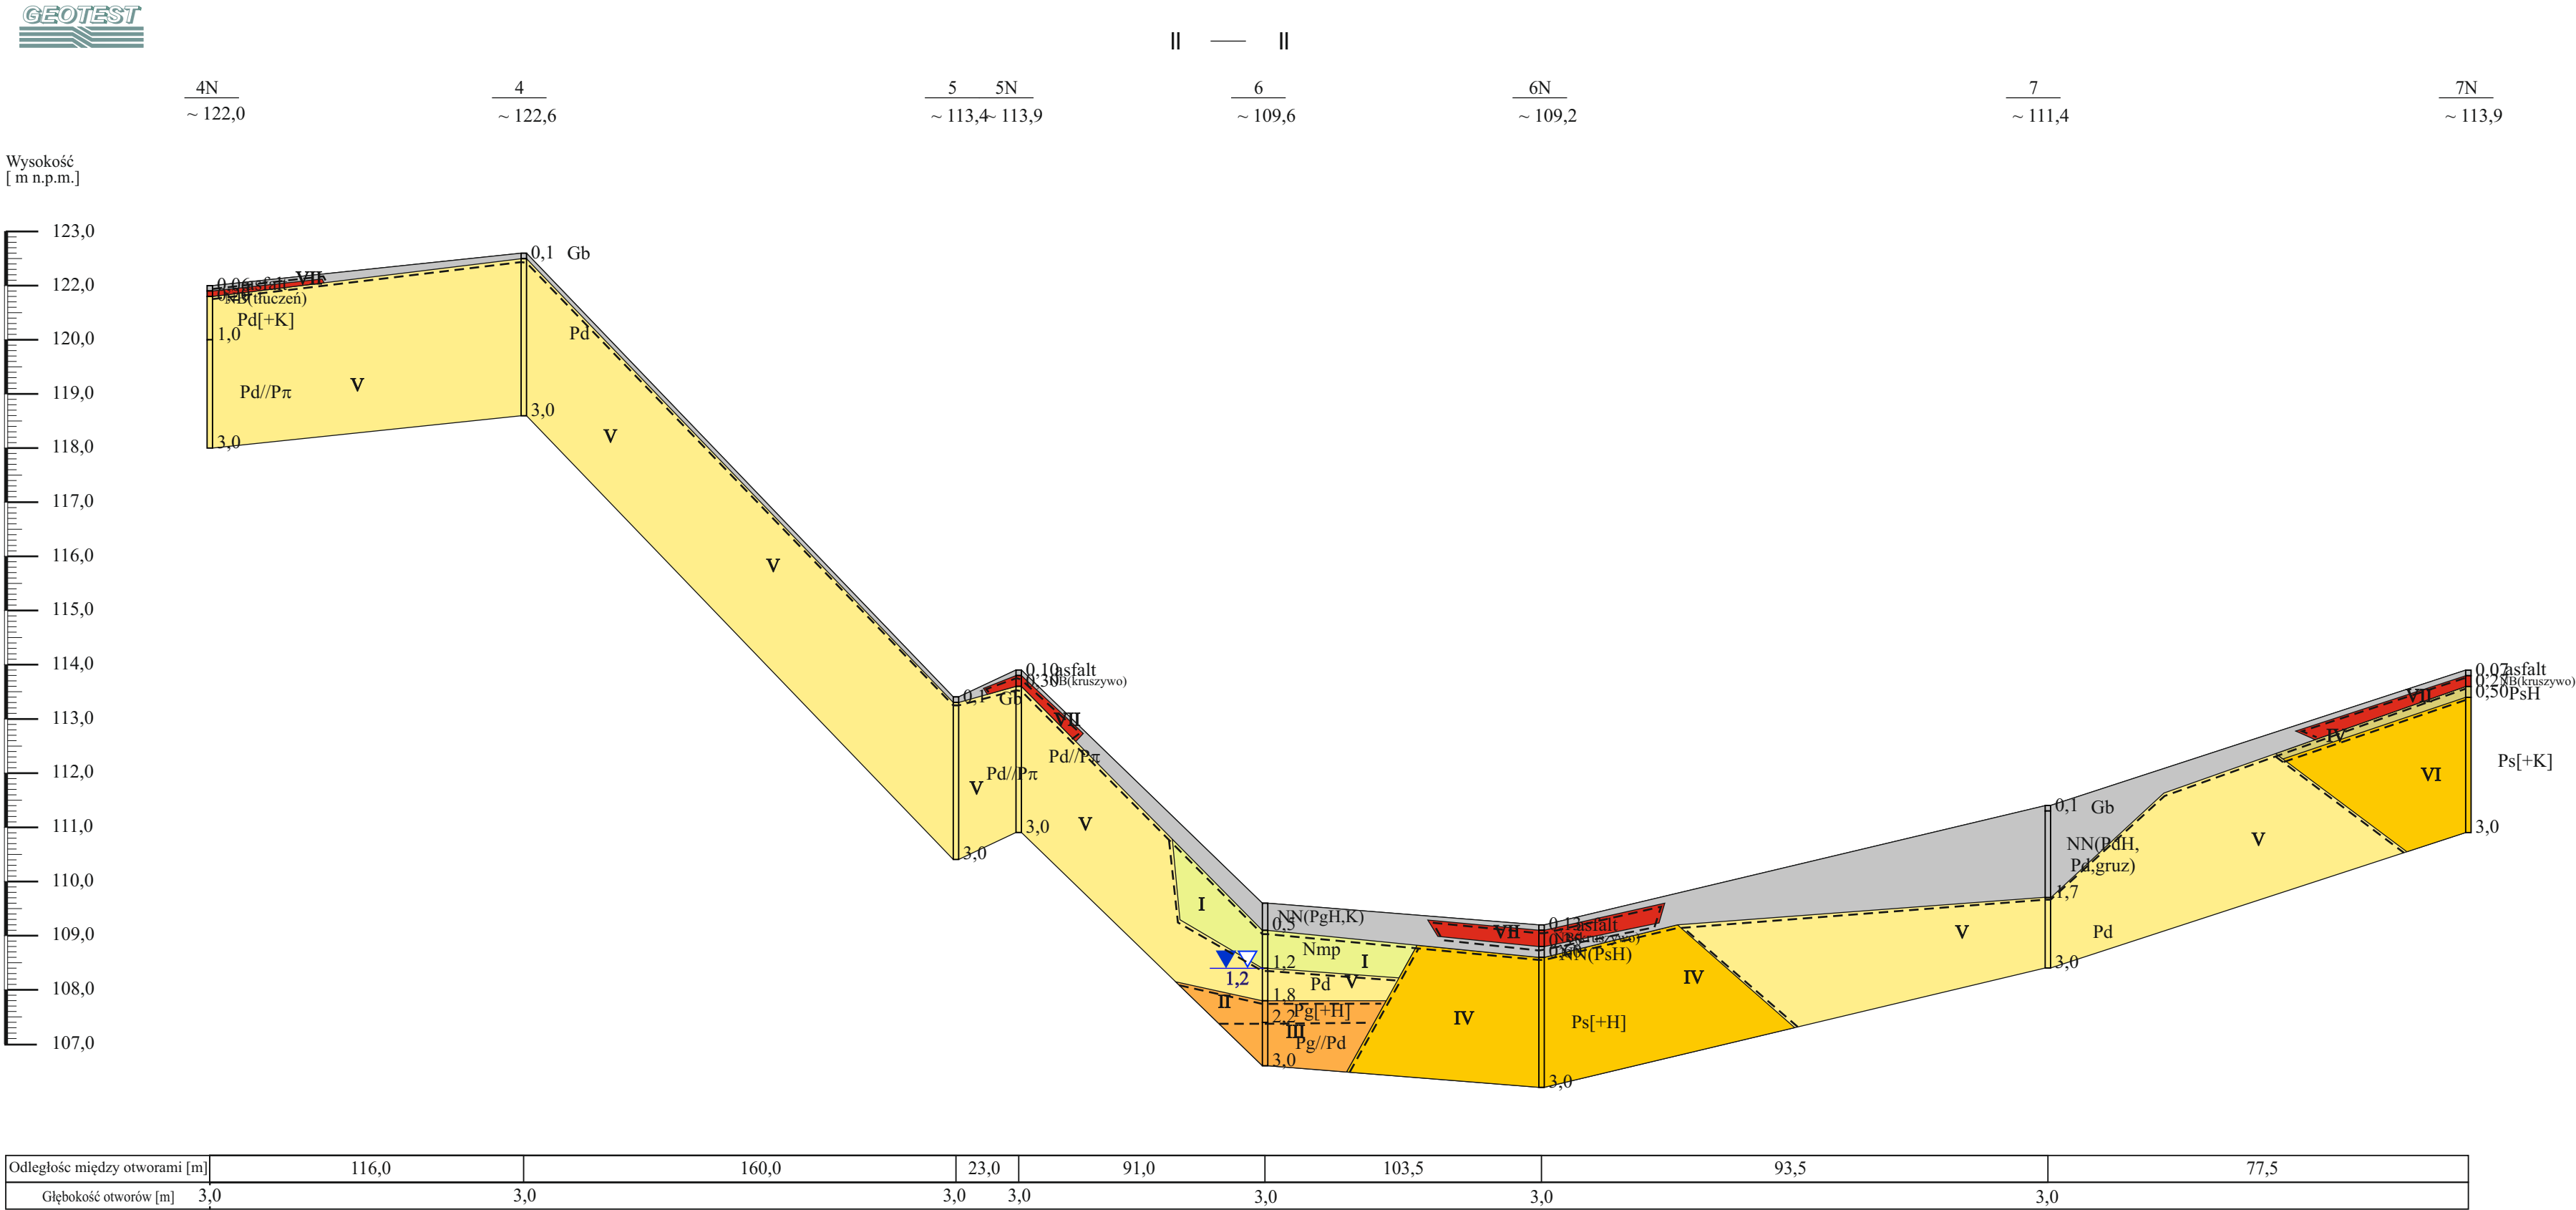 GEOTEST
II — II
4N 4 5 5N 6 6N 7 7N
~ 122,0 ~ 122,6 ~ 113,4 ~ 113,9 ~ 109,6 ~ 109,2 ~ 111,4 ~ 113,9
Wysokość
[ m n.p.m.]
123,0
122,0
120,0
119,0
118,0
117,0
116,0
115,0
114,0
113,0
112,0
111,0
110,0
109,0
108,0
107,0
0,06
VII
NB(tłuczeń)
Pd[+K]
1,0
Pd//Pπ
V
3,0
0,1 Gb
Pd
3,0
V
V
0,1 Gb
Pd//Pπ
V
3,0
0,10 asfalt
0,30 NB(kruszywo)
VII
Pd//Pπ
V
3,0
I
NN(PgH,K)
0,5
Nmp
I
1,2
1,2
Pd V
1,8
II
Pg[+H]
2,2
III
Pg//Pd
3,0
VII
asfalt
NB(kruszywo)
NN(PsH)
IV
IV
Ps[+H]
3,0
0,1 Gb
NN(PdH,
Pd,gruz)
1,7
V
Pd
3,0
V
0,07 asfalt
NB(kruszywo)
0,50 PsH
VII
IV
Ps[+K]
VI
3,0
Odległośc między otworami [m] 116,0 160,0 23,0 91,0 103,5 93,5 77,5
Głębokość otworów [m] 3,0 3,0 3,0 3,0 3,0 3,0 3,0